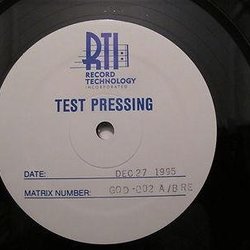 RTI
RECORD
TECHNOLOGY
INCORPORATED
TEST PRESSING
DATE: DEC 27 1995
MATRIX NUMBER: GOD-002 A/B RE